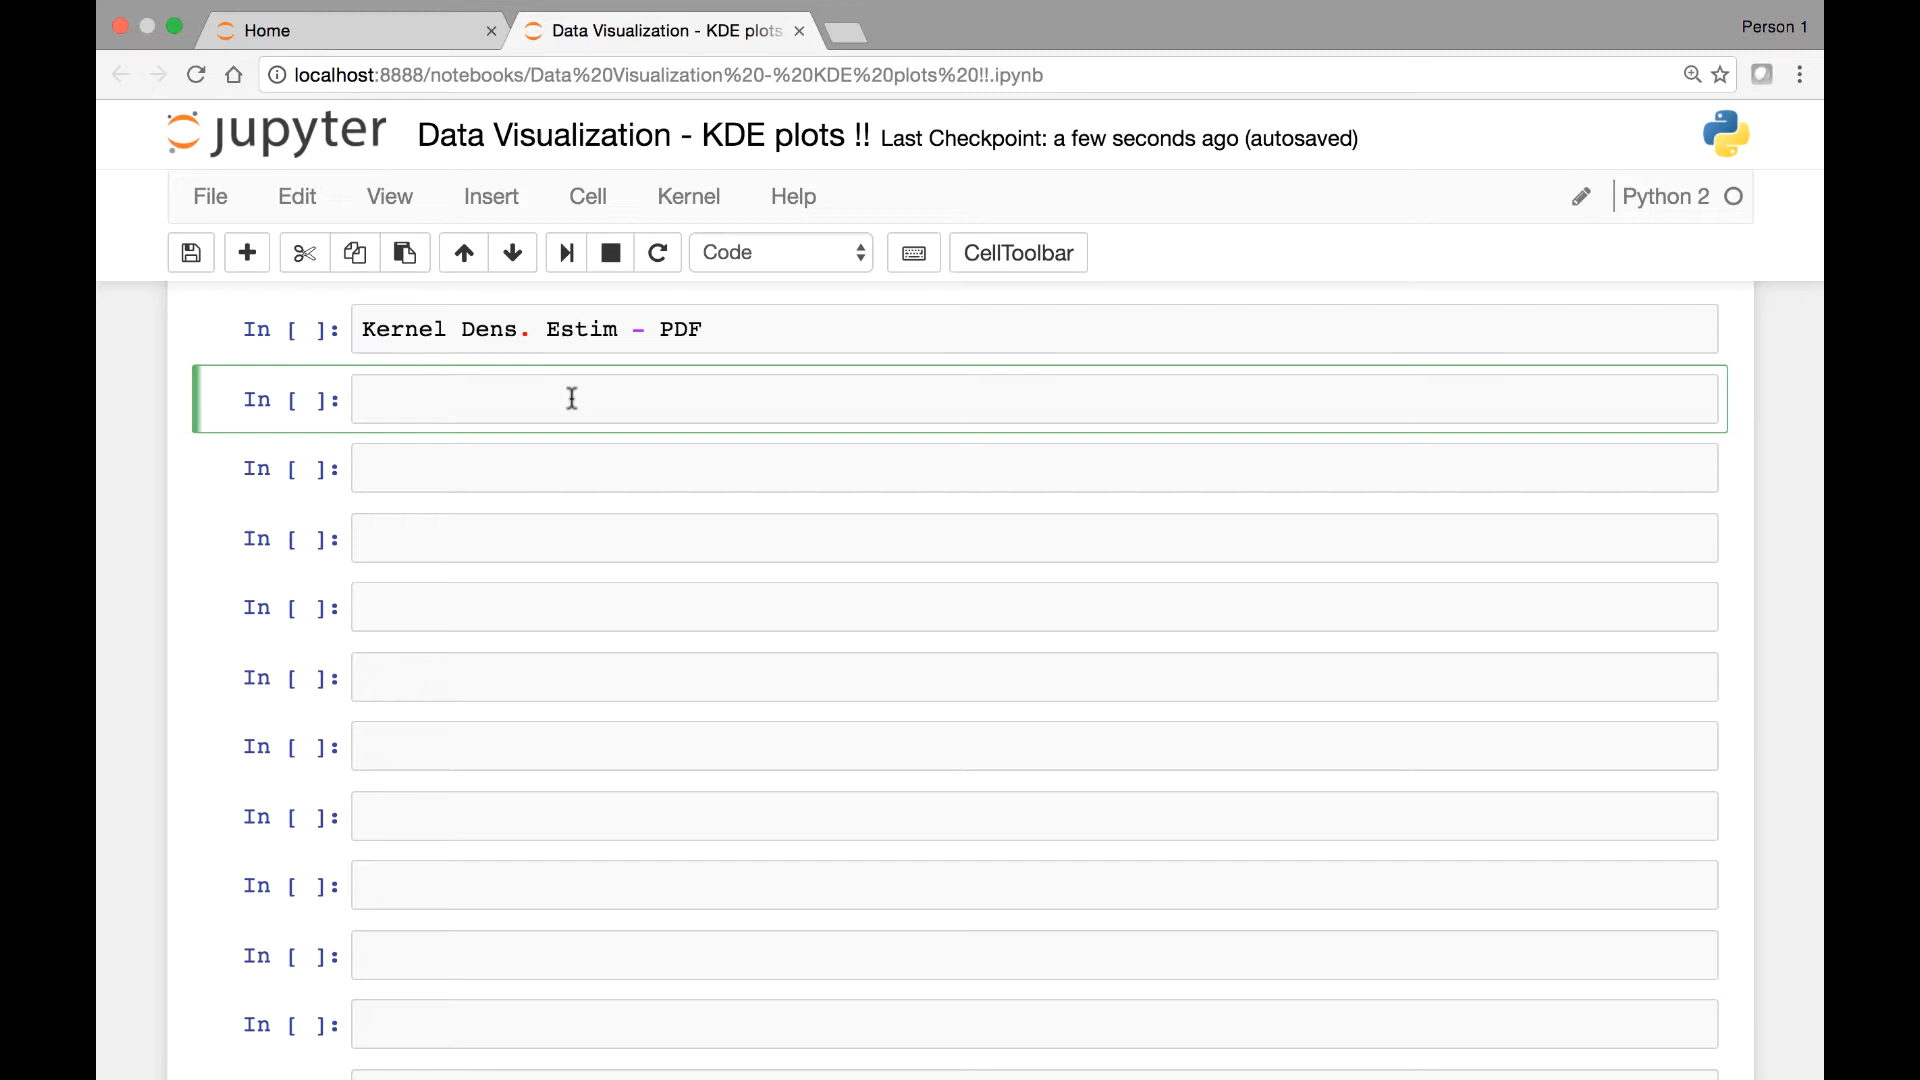 Home
Data Visualization - KDE plots
Person 1
localhost:8888/notebooks/Data%20Visualization%20-%20KDE%20plots%20!!.ipynb
jupyter Data Visualization - KDE plots !! Last Checkpoint: a few seconds ago (autosaved)
File Edit View Insert Cell Kernel Help Python 2
Code CellToolbar
In [ ]: Kernel Dens. Estim - PDF
In [ ]:
In [ ]:
In [ ]:
In [ ]:
In [ ]:
In [ ]:
In [ ]:
In [ ]:
In [ ]:
In [ ]: